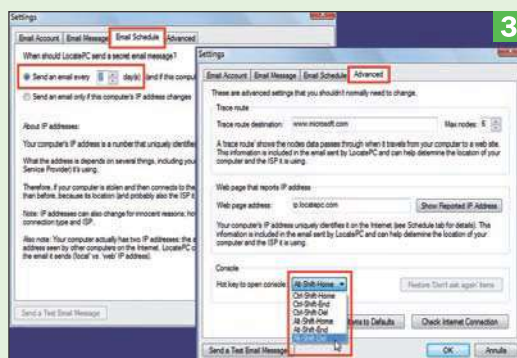 3
Settings
Email Account Email Message Email Schedule Advanced
When should LocatePC send a secret email message?
Send an email every day(s) (and if this compu
Send an email only if this computer's IP address changes
About IP addresses:
Your computer's IP address is a number that uniquely identifie
What the address is depends on several things, including you
Service Provider) it's using.
Therefore, if your computer is stolen and then connects to the
than before, because its location (and probably also the ISP it
Note: IP addresses can also change for innocent reasons, ho
connection type and ISP.
Also note: Your computer actually has two IP addresses: the a
address seen by other computers on the Internet. LocatePC c
the email it sends ('local' vs. 'web' IP address).
Send a Test Email Message
Settings
Email Account Email Message Email Schedule Advanced
These are advanced settings that you shouldn't normally need to change.
Trace route
Trace route destination: www.microsoft.com Max nodes: 6
A 'trace route' shows the nodes data passes through when it travels from your computer to a web site.
This information is included in the email sent by LocatePC and can help determine the location of your
computer and the ISP it is using.
Web page that reports IP address
Web page address: ip.locatepc.com Show Reported IP Address
Your computer's IP address uniquely identifies it on the Internet (see Schedule tab for details). The
information is included in the email sent by LocatePC and can help determine the location of your
computer and the ISP it is using.
Console
Hot key to open console: Alt-Shift-Home Restore 'Don't ask again' items
Ctrl-Shift-Home
Ctrl-Shift-End
Ctrl-Shift-Del
Alt-Shift-Home
Alt-Shift-End
Alt-Shift-Del
ms to Defaults Check Internet Connection
Send a Test Email Message OK Annulla